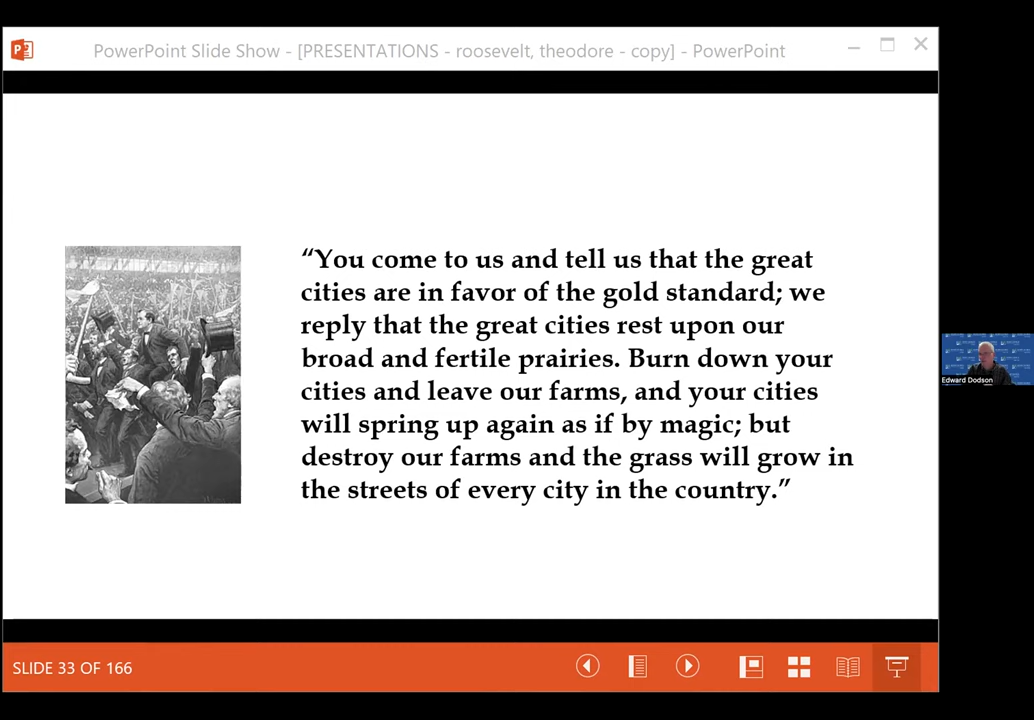 PowerPoint Slide Show - [PRESENTATIONS - roosevelt, theodore - copy] - PowerPoint
“You come to us and tell us that the great
cities are in favor of the gold standard; we
reply that the great cities rest upon our
broad and fertile prairies. Burn down your
cities and leave our farms, and your cities
will spring up again as if by magic; but
destroy our farms and the grass will grow in
the streets of every city in the country.”
Edward Dodson
SLIDE 33 OF 166